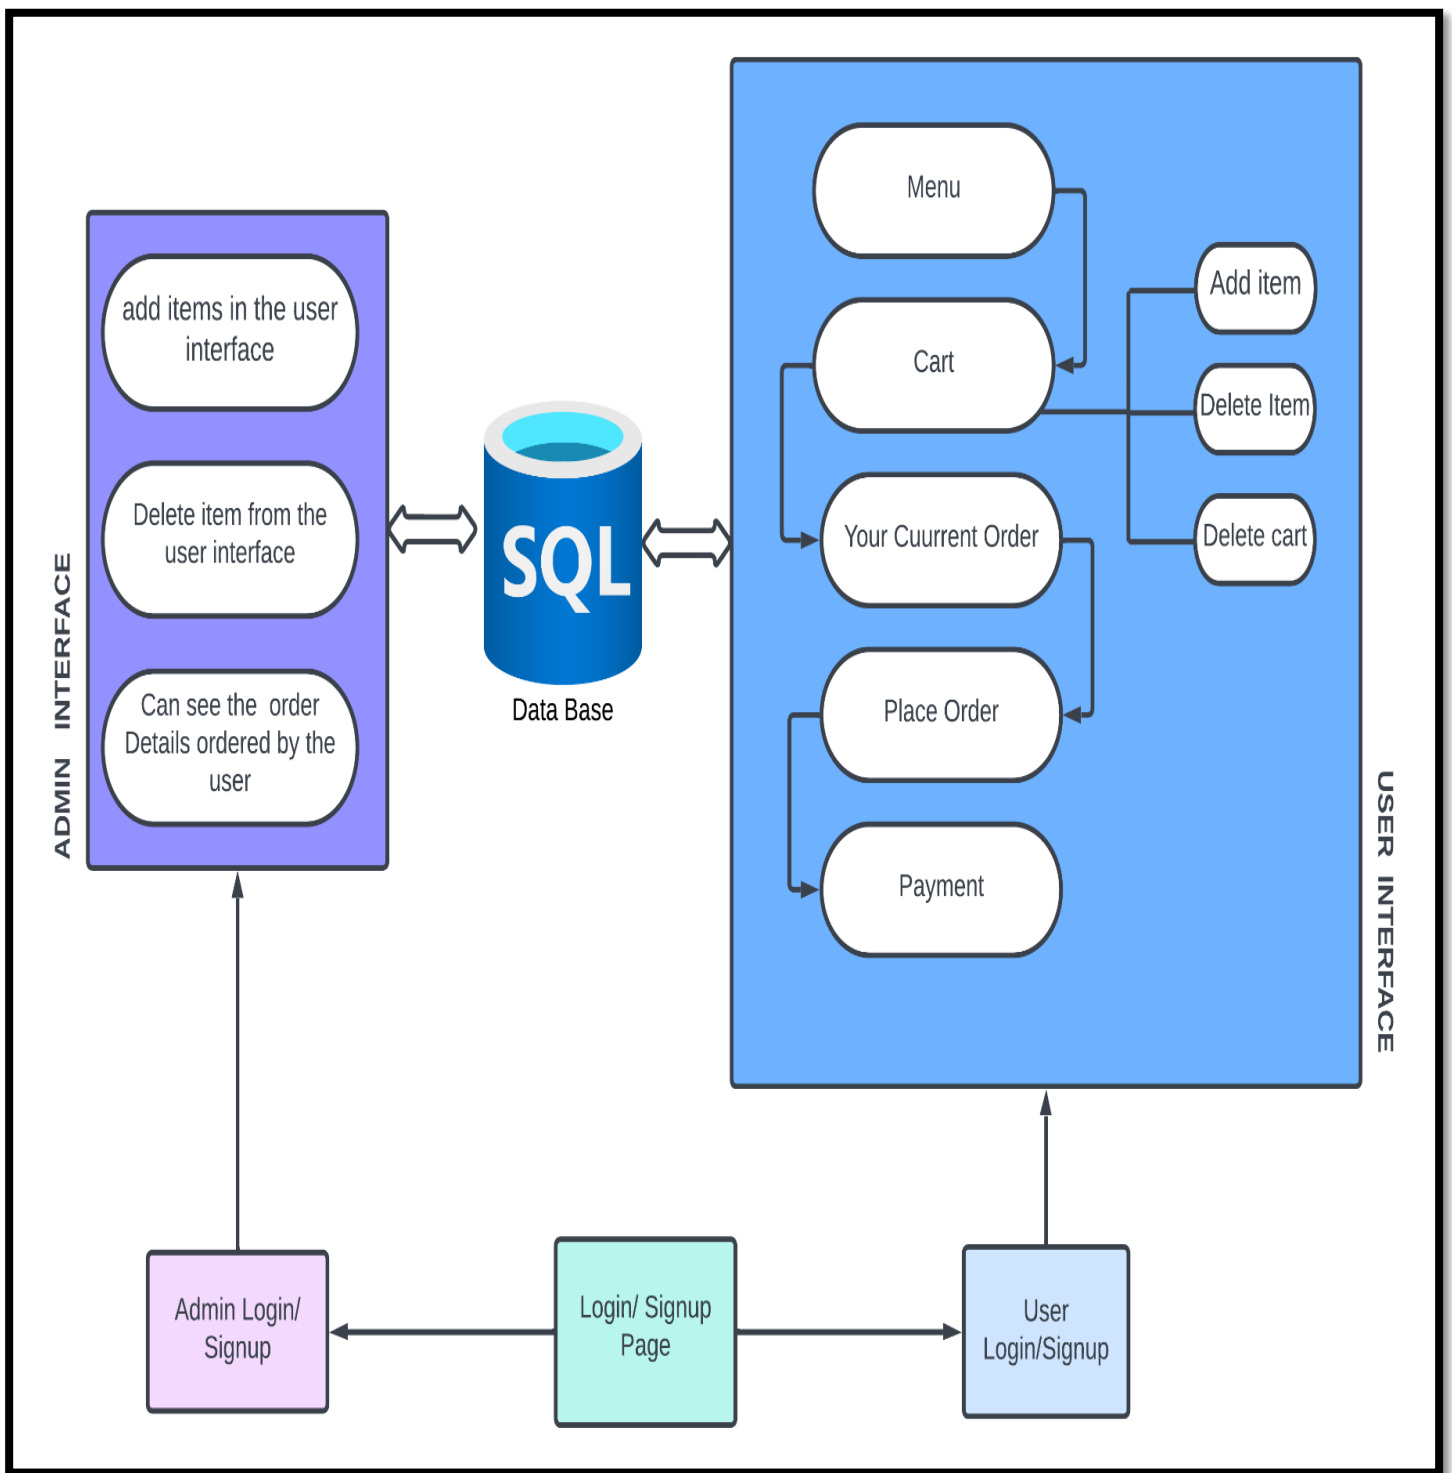 ADMIN INTERFACE
add items in the user
interface
Delete item from the
user interface
Can see the order
Details ordered by the
user
SQL
Data Base
USER INTERFACE
Menu
Cart
Add item
Delete Item
Delete cart
Your Cuurrent Order
Place Order
Payment
Admin Login/
Signup
Login/ Signup
Page
User
Login/Signup